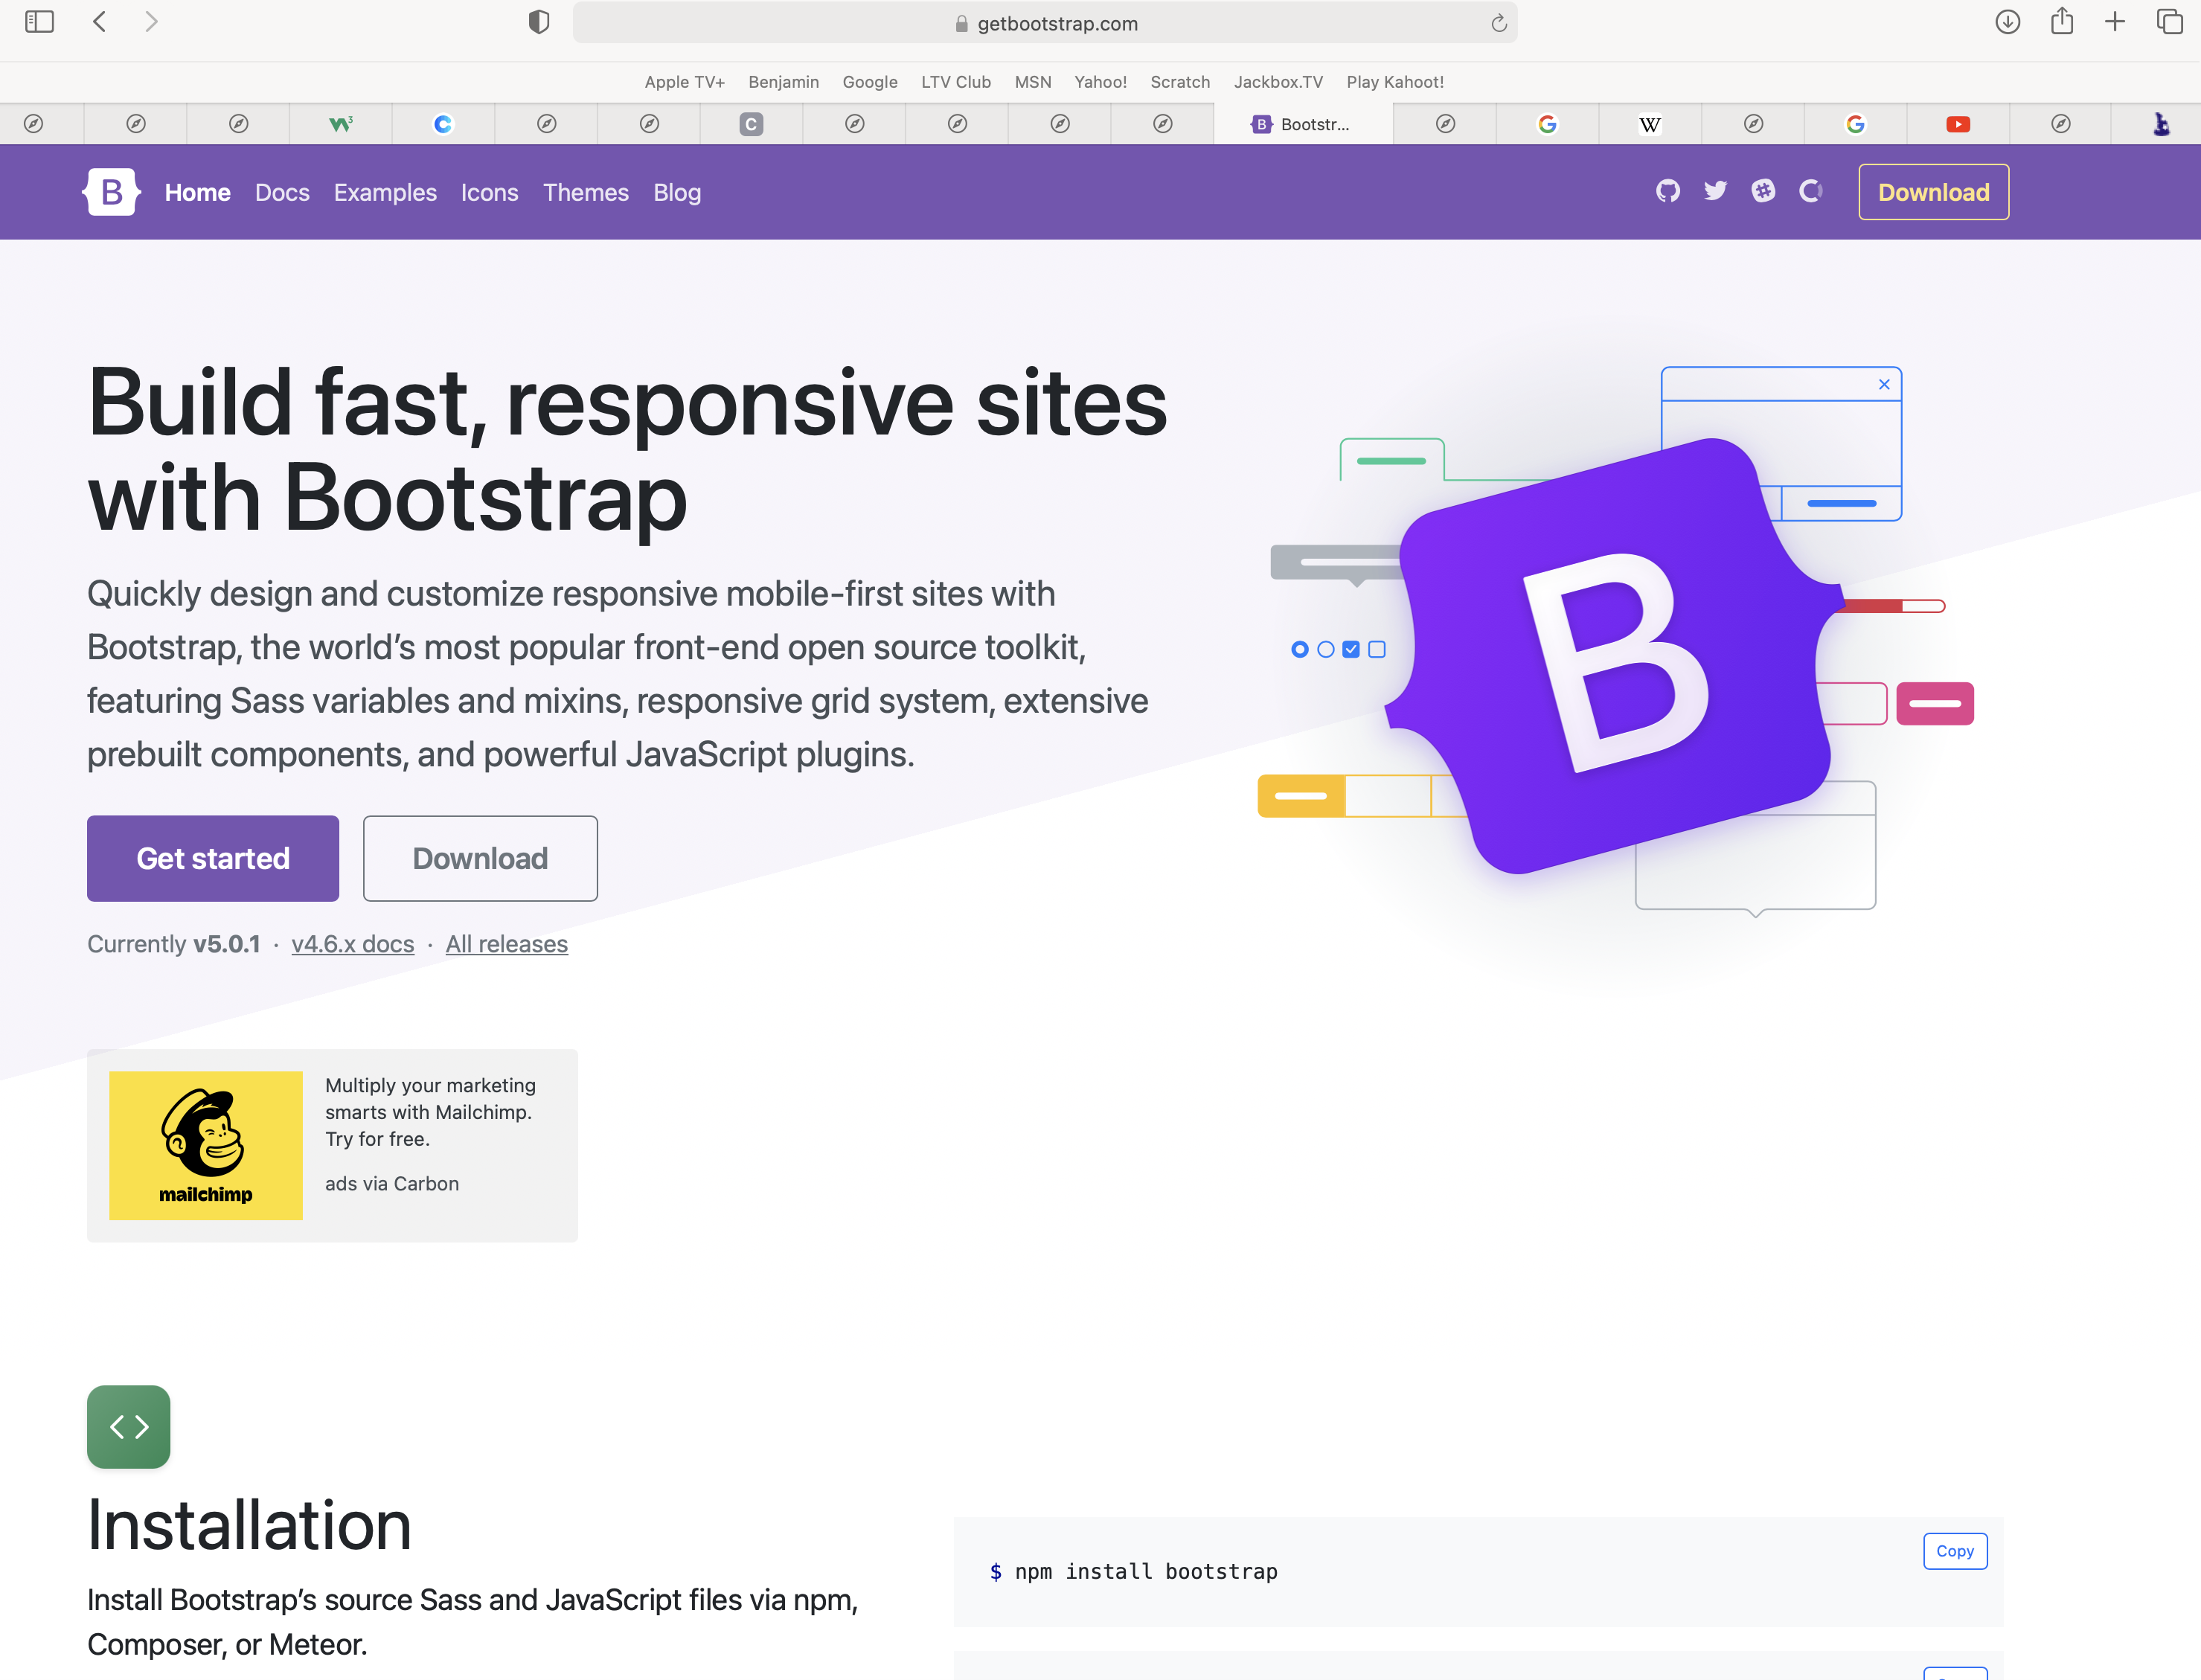 getbootstrap.com
Apple TV+ Benjamin Google LTV Club MSN Yahoo! Scratch Jackbox.TV Play Kahoot!
W3 C B Bootstr... G W G
B Home Docs Examples Icons Themes Blog Download
Build fast, responsive sites
with Bootstrap
Quickly design and customize responsive mobile-first sites with
Bootstrap, the world’s most popular front-end open source toolkit,
featuring Sass variables and mixins, responsive grid system, extensive
prebuilt components, and powerful JavaScript plugins.
B
Get started Download
Currently v5.0.1 · v4.6.x docs · All releases
Multiply your marketing
smarts with Mailchimp.
Try for free.
ads via Carbon
mailchimp
Installation
Install Bootstrap’s source Sass and JavaScript files via npm,
Composer, or Meteor.
$ npm install bootstrap
Copy